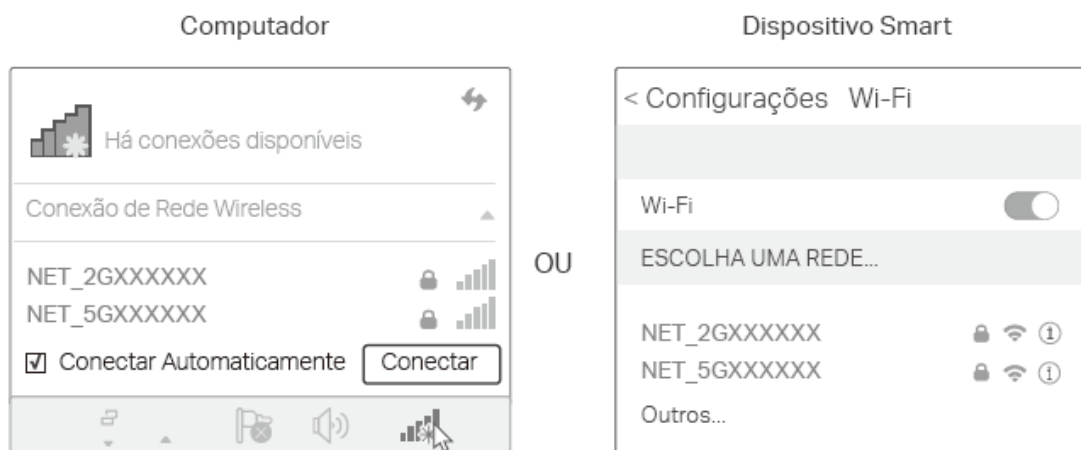 Computador
Há conexões disponíveis
Conexão de Rede Wireless
NET_2GXXXXXX
NET_5GXXXXXX
Conectar Automaticamente Conectar
OU
Dispositivo Smart
< Configurações Wi-Fi
Wi-Fi
ESCOLHA UMA REDE...
NET_2GXXXXXX
NET_5GXXXXXX
Outros...